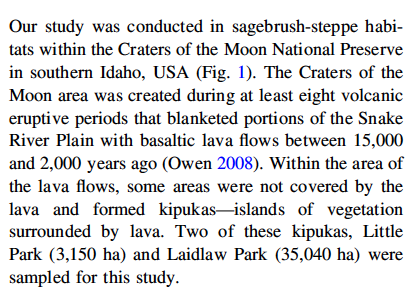 Our study was conducted in sagebrush-steppe habi-
tats within the Craters of the Moon National Preserve
in southern Idaho, USA (Fig. 1). The Craters of the
Moon area was created during at least eight volcanic
eruptive periods that blanketed portions of the Snake
River Plain with basaltic lava flows between 15,000
and 2,000 years ago (Owen 2008). Within the area of
the lava flows, some areas were not covered by the
lava and formed kipukas—islands of vegetation
surrounded by lava. Two of these kipukas, Little
Park (3,150 ha) and Laidlaw Park (35,040 ha) were
sampled for this study.